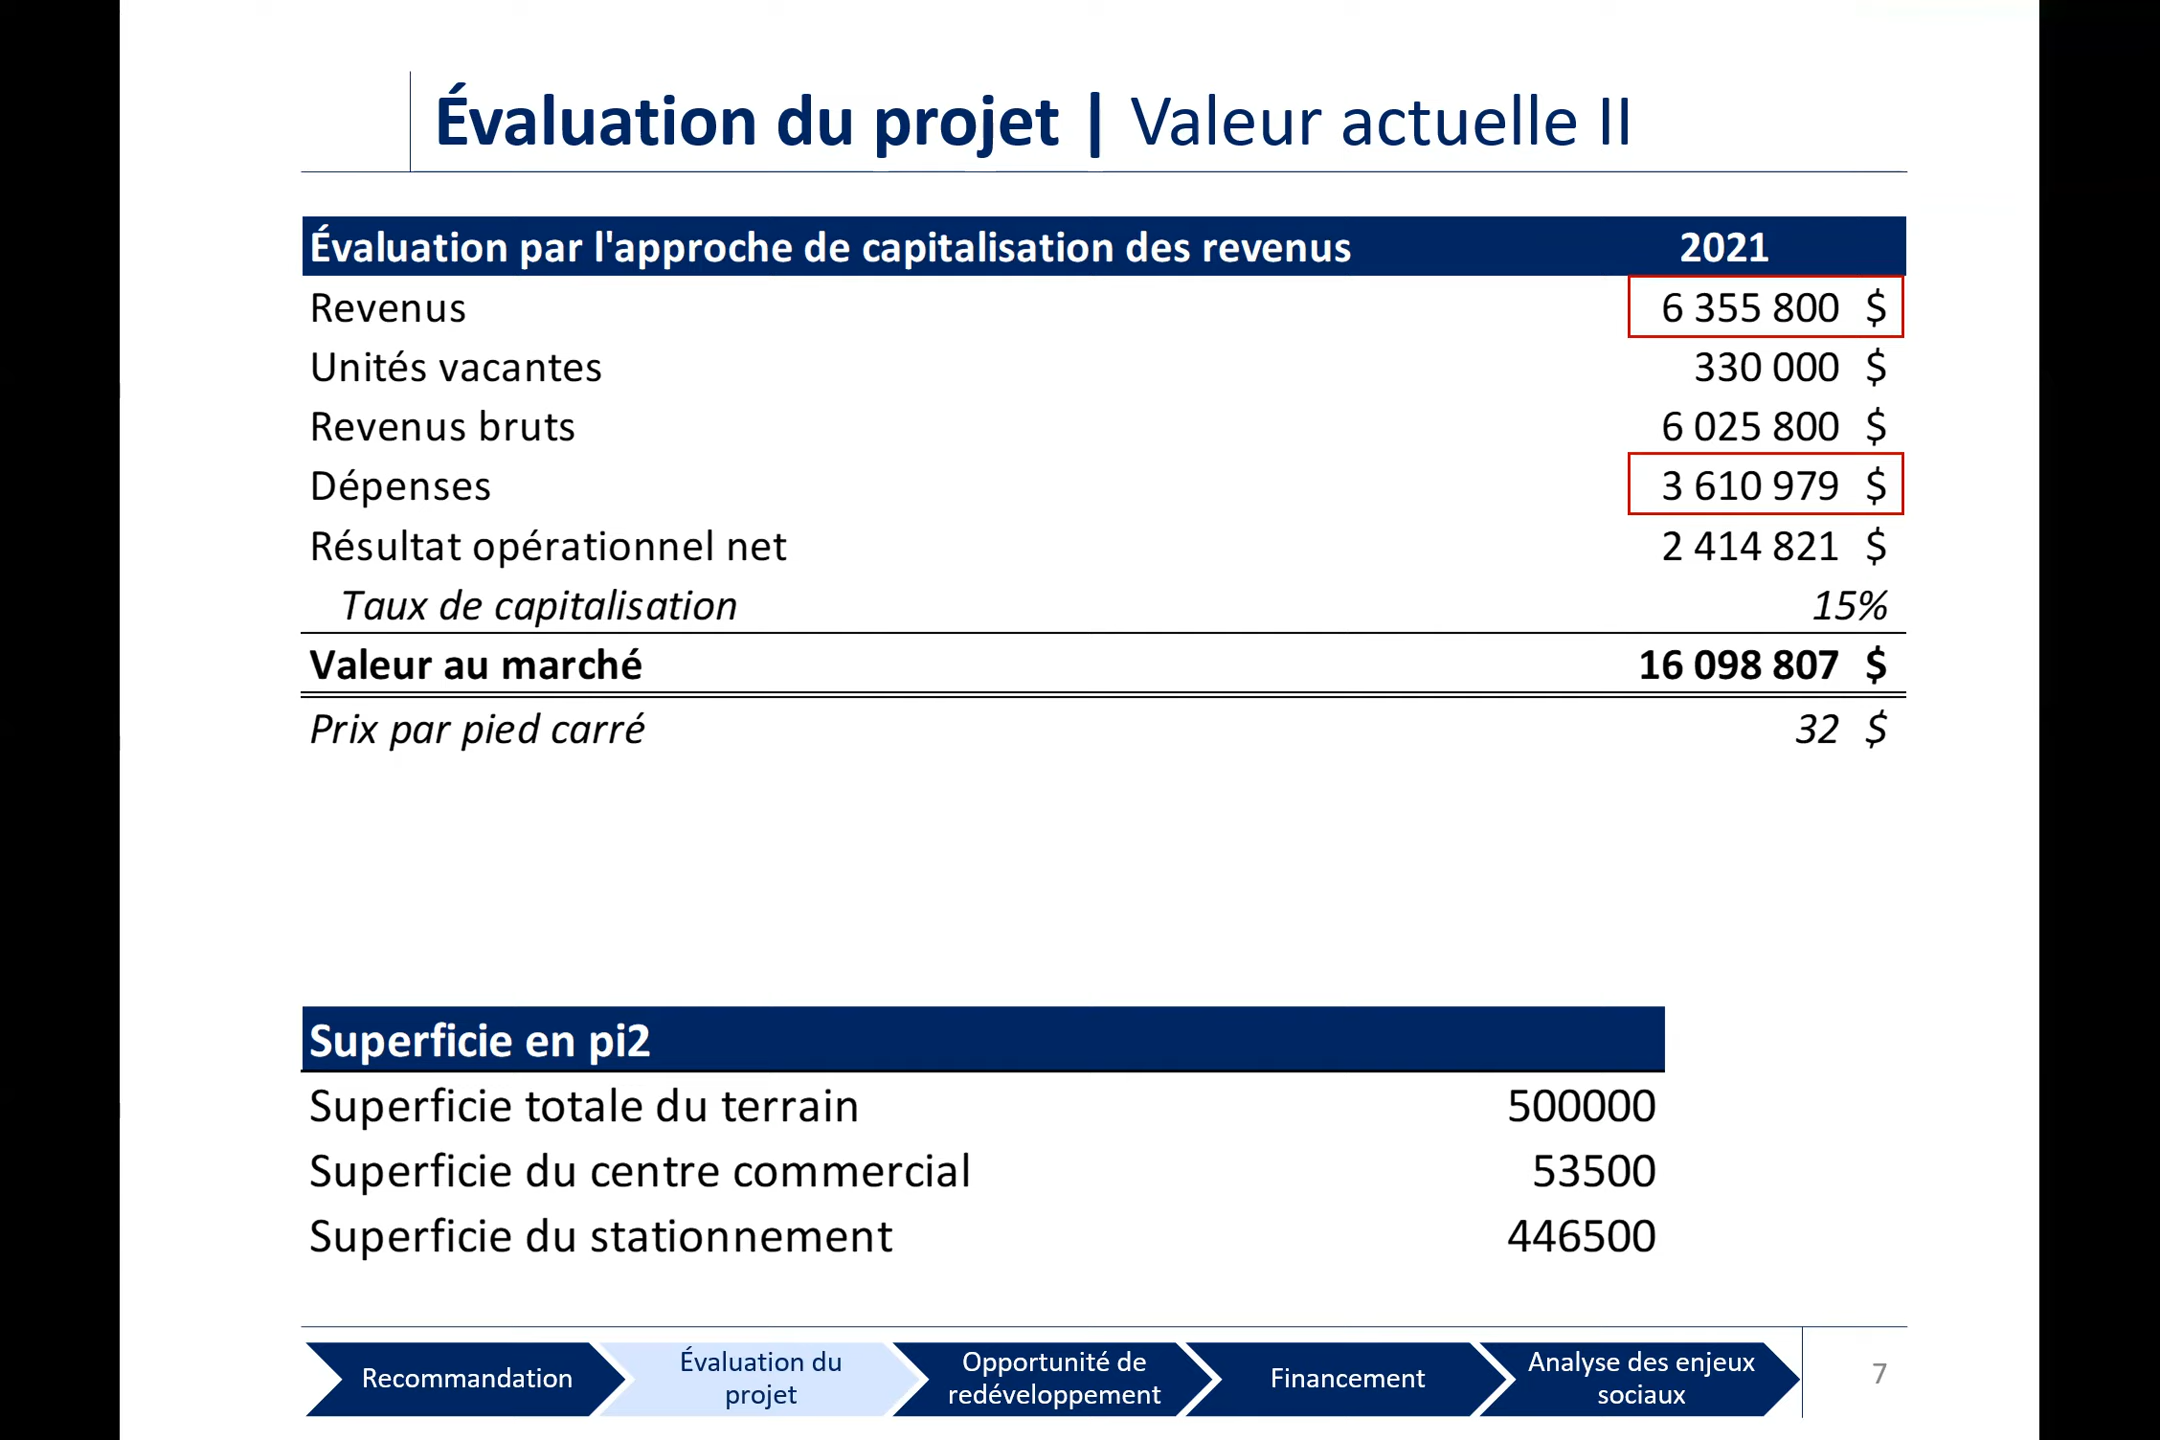 Évaluation du projet | Valeur actuelle II
Évaluation par l'approche de capitalisation des revenus 2021
Revenus 6 355 800 $
Unités vacantes 330 000 $
Revenus bruts 6 025 800 $
Dépenses 3 610 979 $
Résultat opérationnel net 2 414 821 $
Taux de capitalisation 15%
Valeur au marché 16 098 807 $
Prix par pied carré 32 $
Superficie en pi2
Superficie totale du terrain 500000
Superficie du centre commercial 53500
Superficie du stationnement 446500
Recommandation
Évaluation du
projet
Opportunité de
redéveloppement
Financement
Analyse des enjeux
sociaux
7